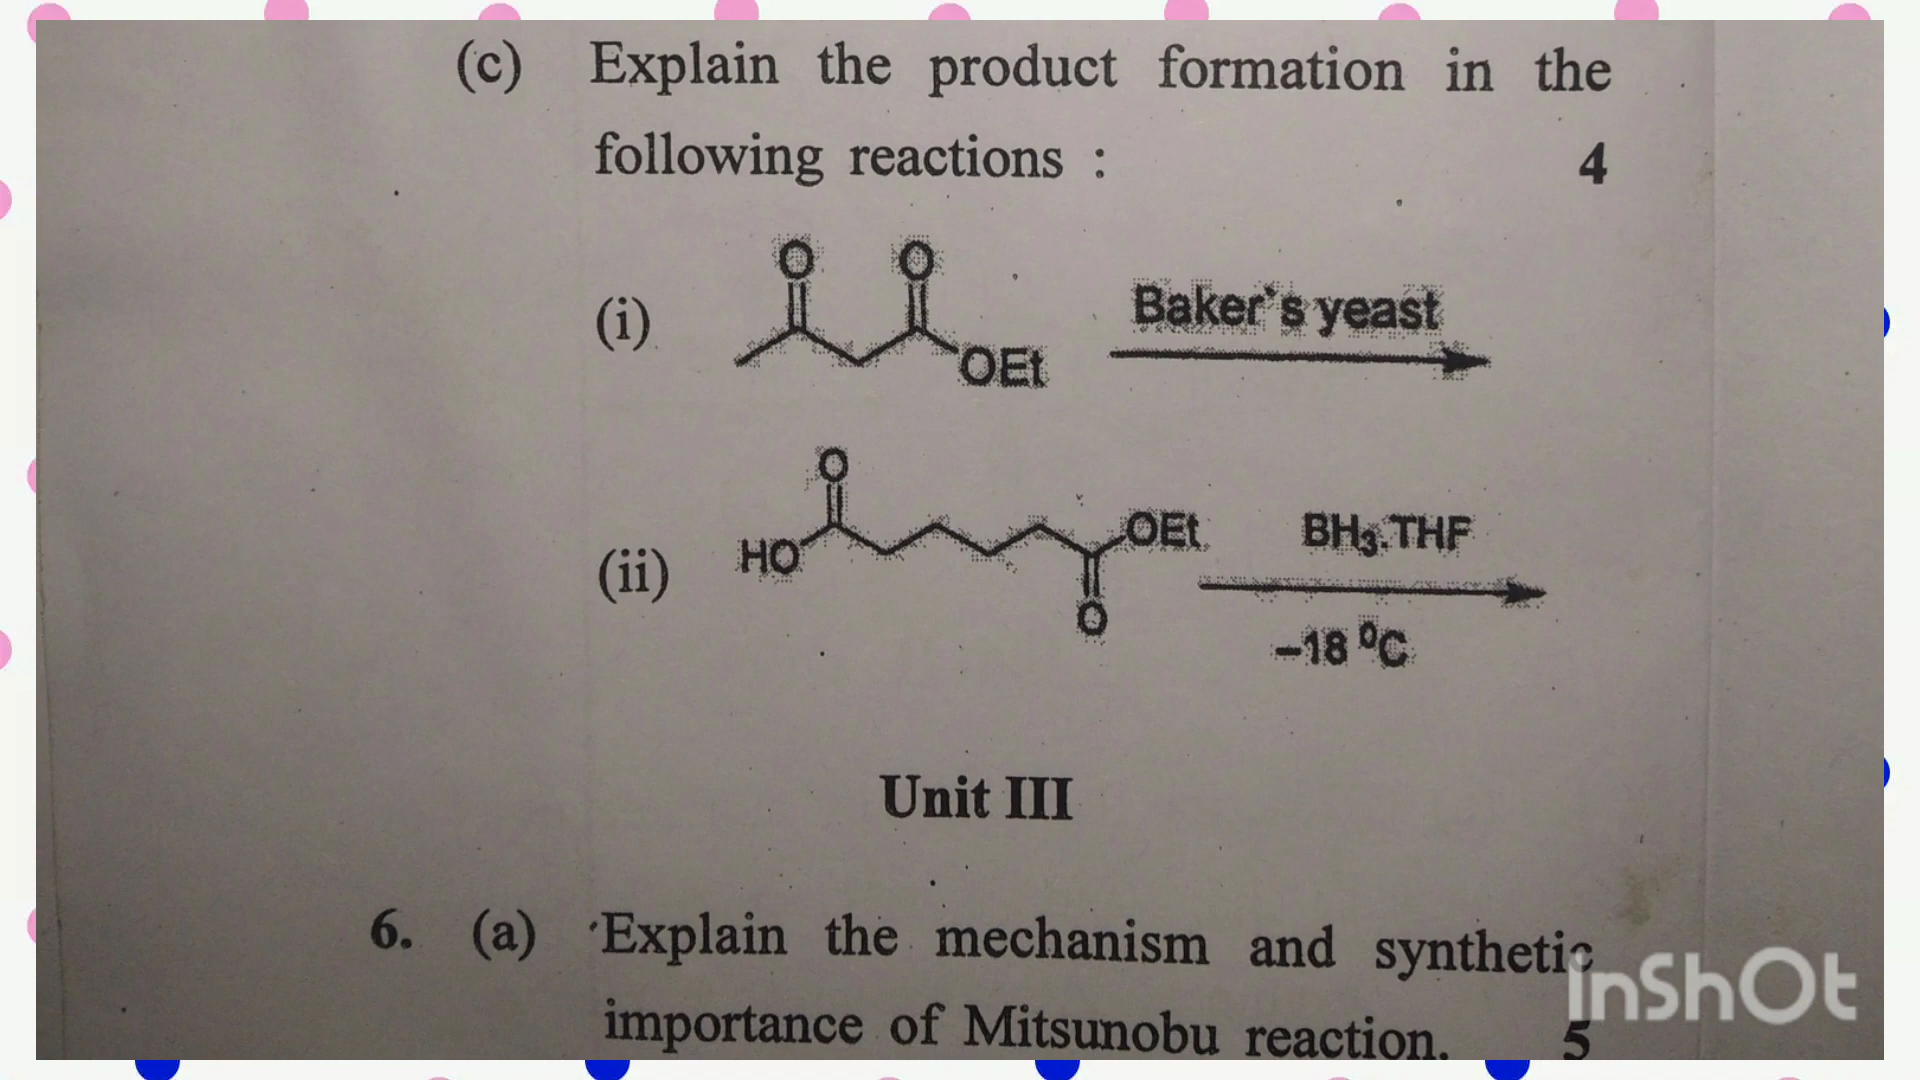 (c) Explain the product formation in the
following reactions : 4
(i) O O OEt Baker's yeast
(ii) HO O OEt O BH₃.THF
–18 ⁰C
Unit III
6. (a) Explain the mechanism and synthetic
importance of Mitsunobu reaction. 5
InShOt